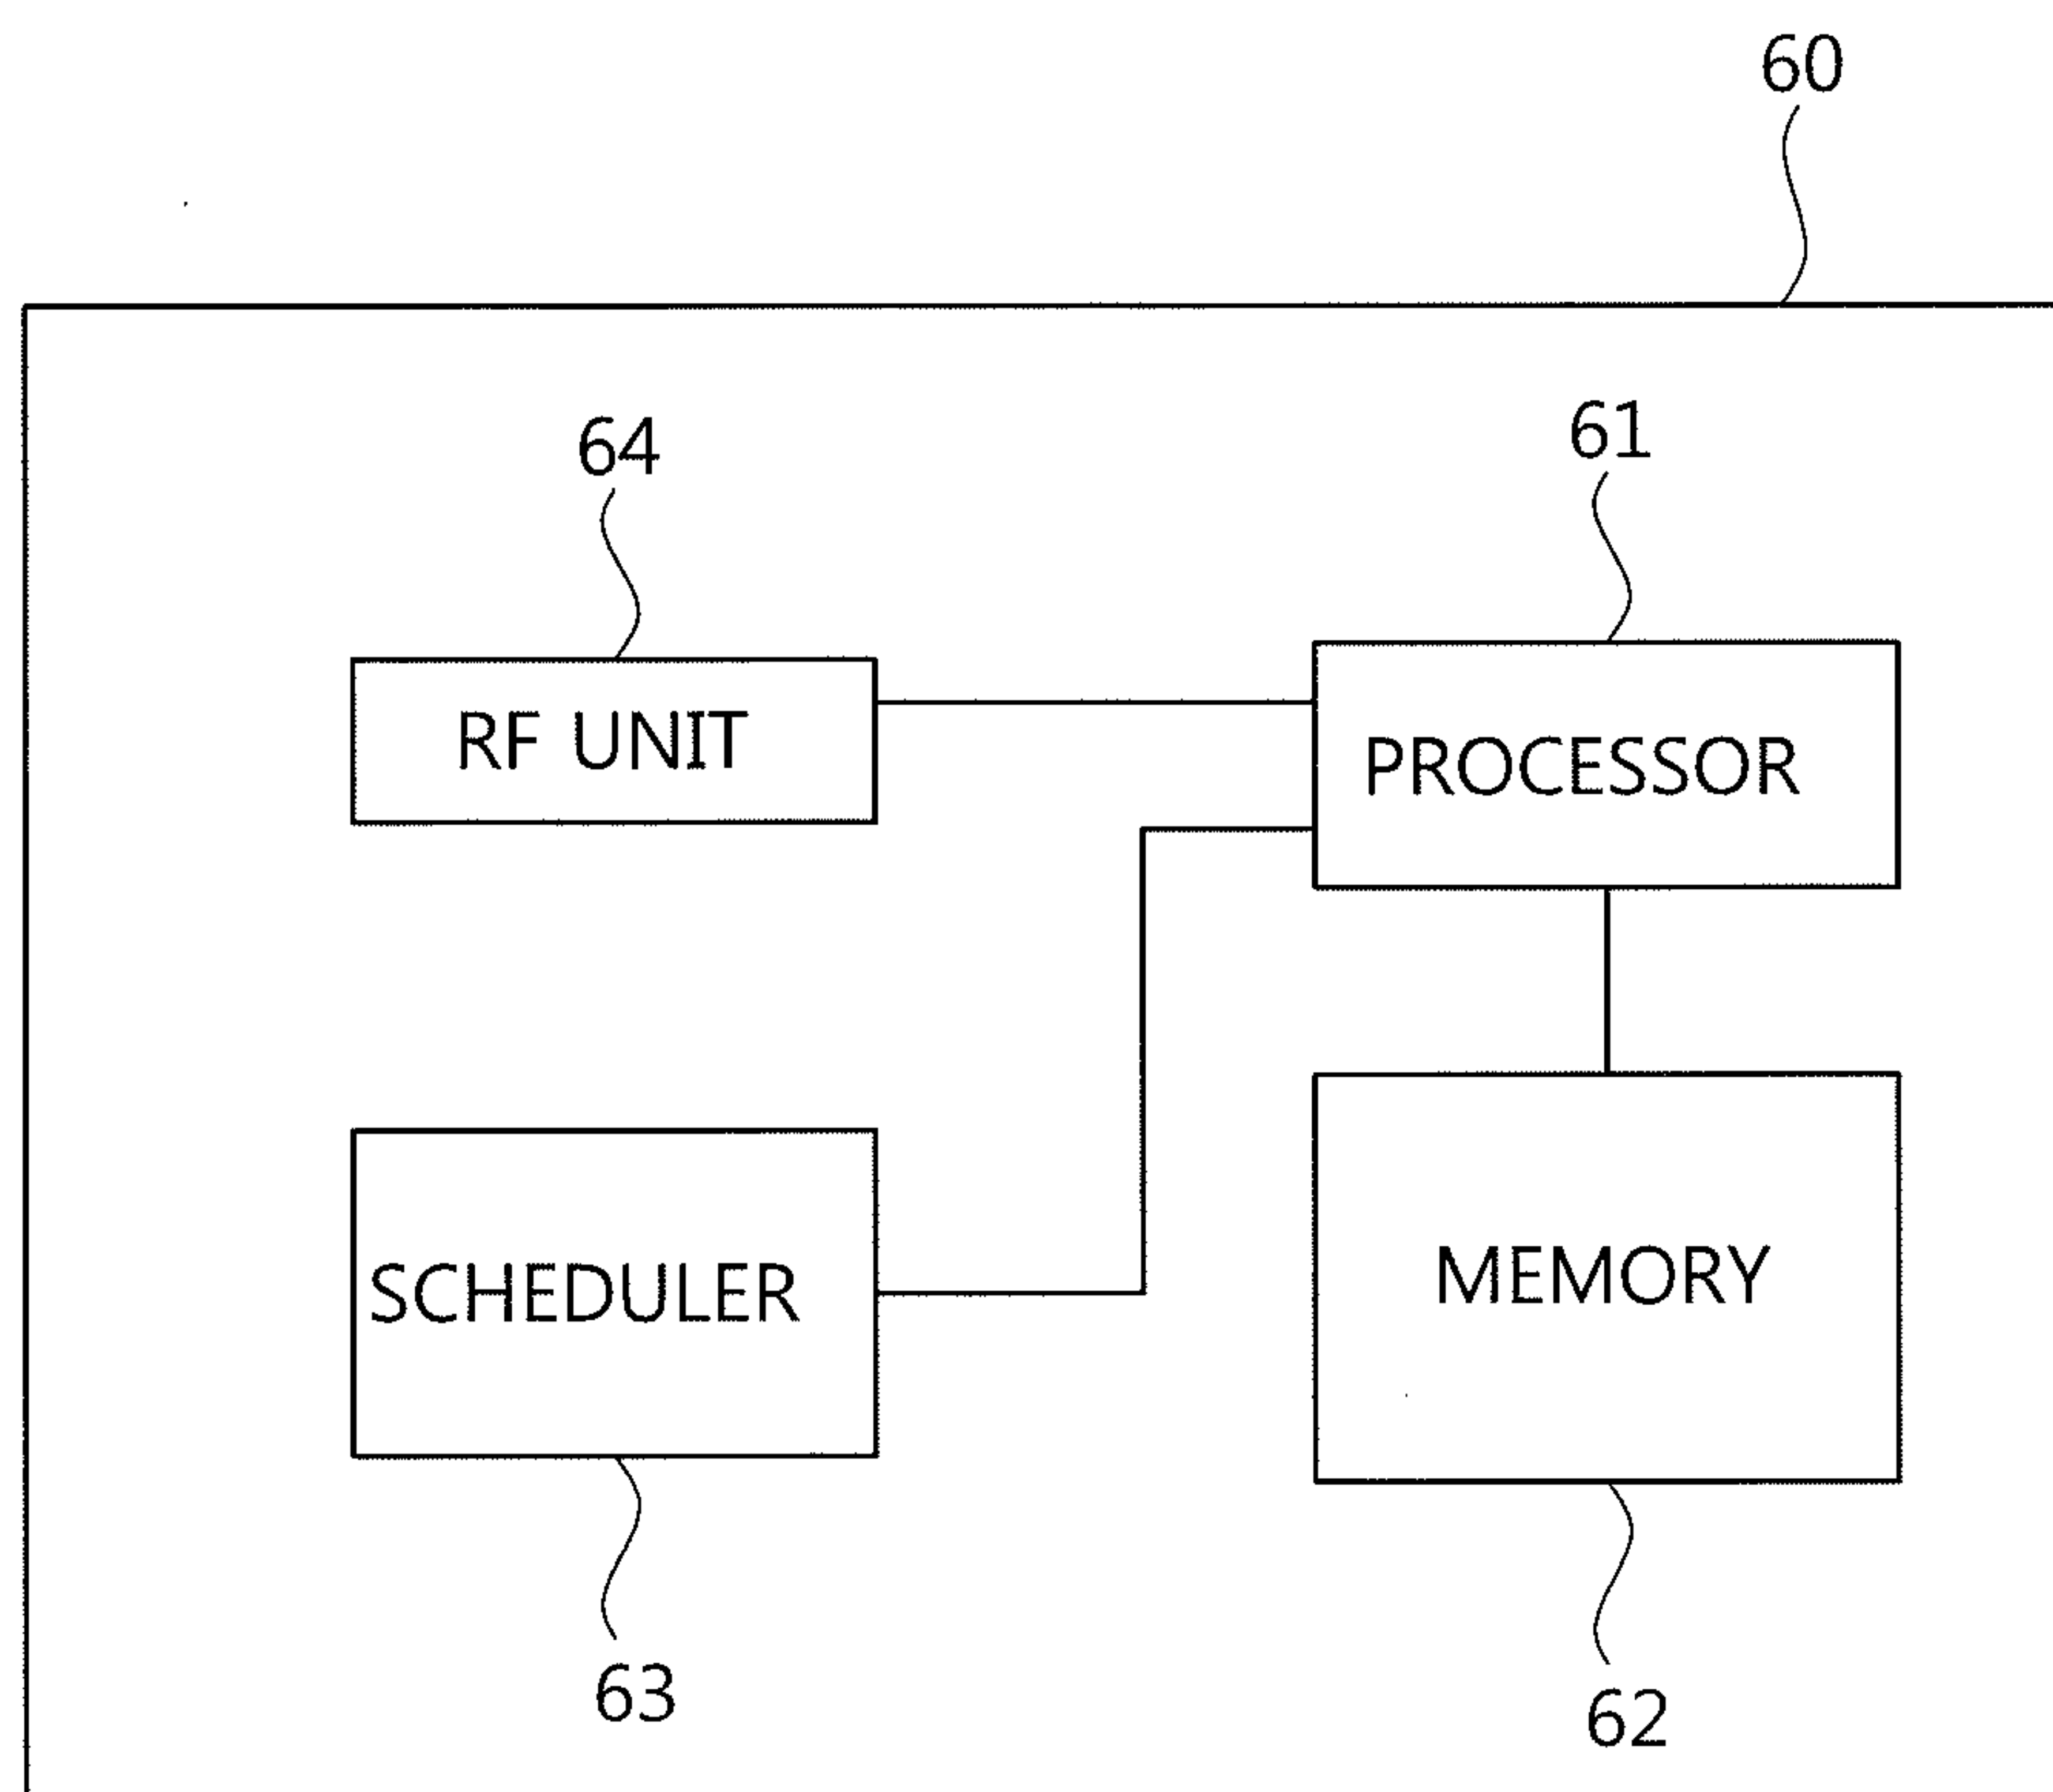 60
64
61
RF UNIT
PROCESSOR
SCHEDULER
MEMORY
63
62